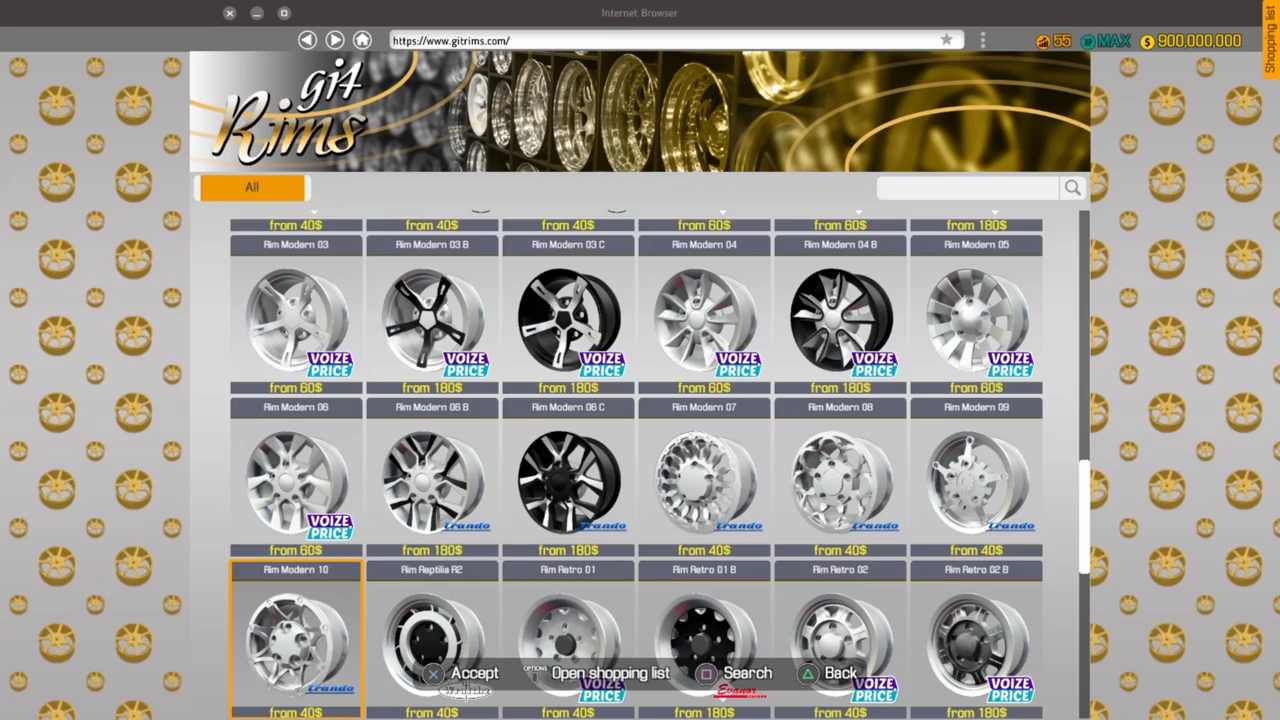 Internet Browser
https://www.gitrims.com/
55 XP MAX $ 900.000.000
Shopping list
git
Rims
All
from 40$ from 40$ from 40$ from 60$ from 60$ from 180$
Rim Modern 03 Rim Modern 03 B Rim Modern 03 C Rim Modern 04 Rim Modern 04 B Rim Modern 05
VOIZE PRICE VOIZE PRICE VOIZE PRICE VOIZE PRICE VOIZE PRICE VOIZE PRICE
from 60$ from 180$ from 180$ from 60$ from 180$ from 60$
Rim Modern 06 Rim Modern 06 B Rim Modern 06 C Rim Modern 07 Rim Modern 08 Rim Modern 09
VOIZE PRICE Trando Trando Trando Trando Trando
from 60$ from 180$ from 180$ from 40$ from 40$ from 40$
Rim Modern 10 Rim Reptilia R2 Rim Retro 01 Rim Retro 01 B Rim Retro 02 Rim Retro 02 B
Accept OPTIONS Open shopping list Search Back
Trando VOIZE PRICE Evanor VOIZE PRICE VOIZE PRICE
from 40$ from 40$ from 40$ from 180$ from 40$ from 180$